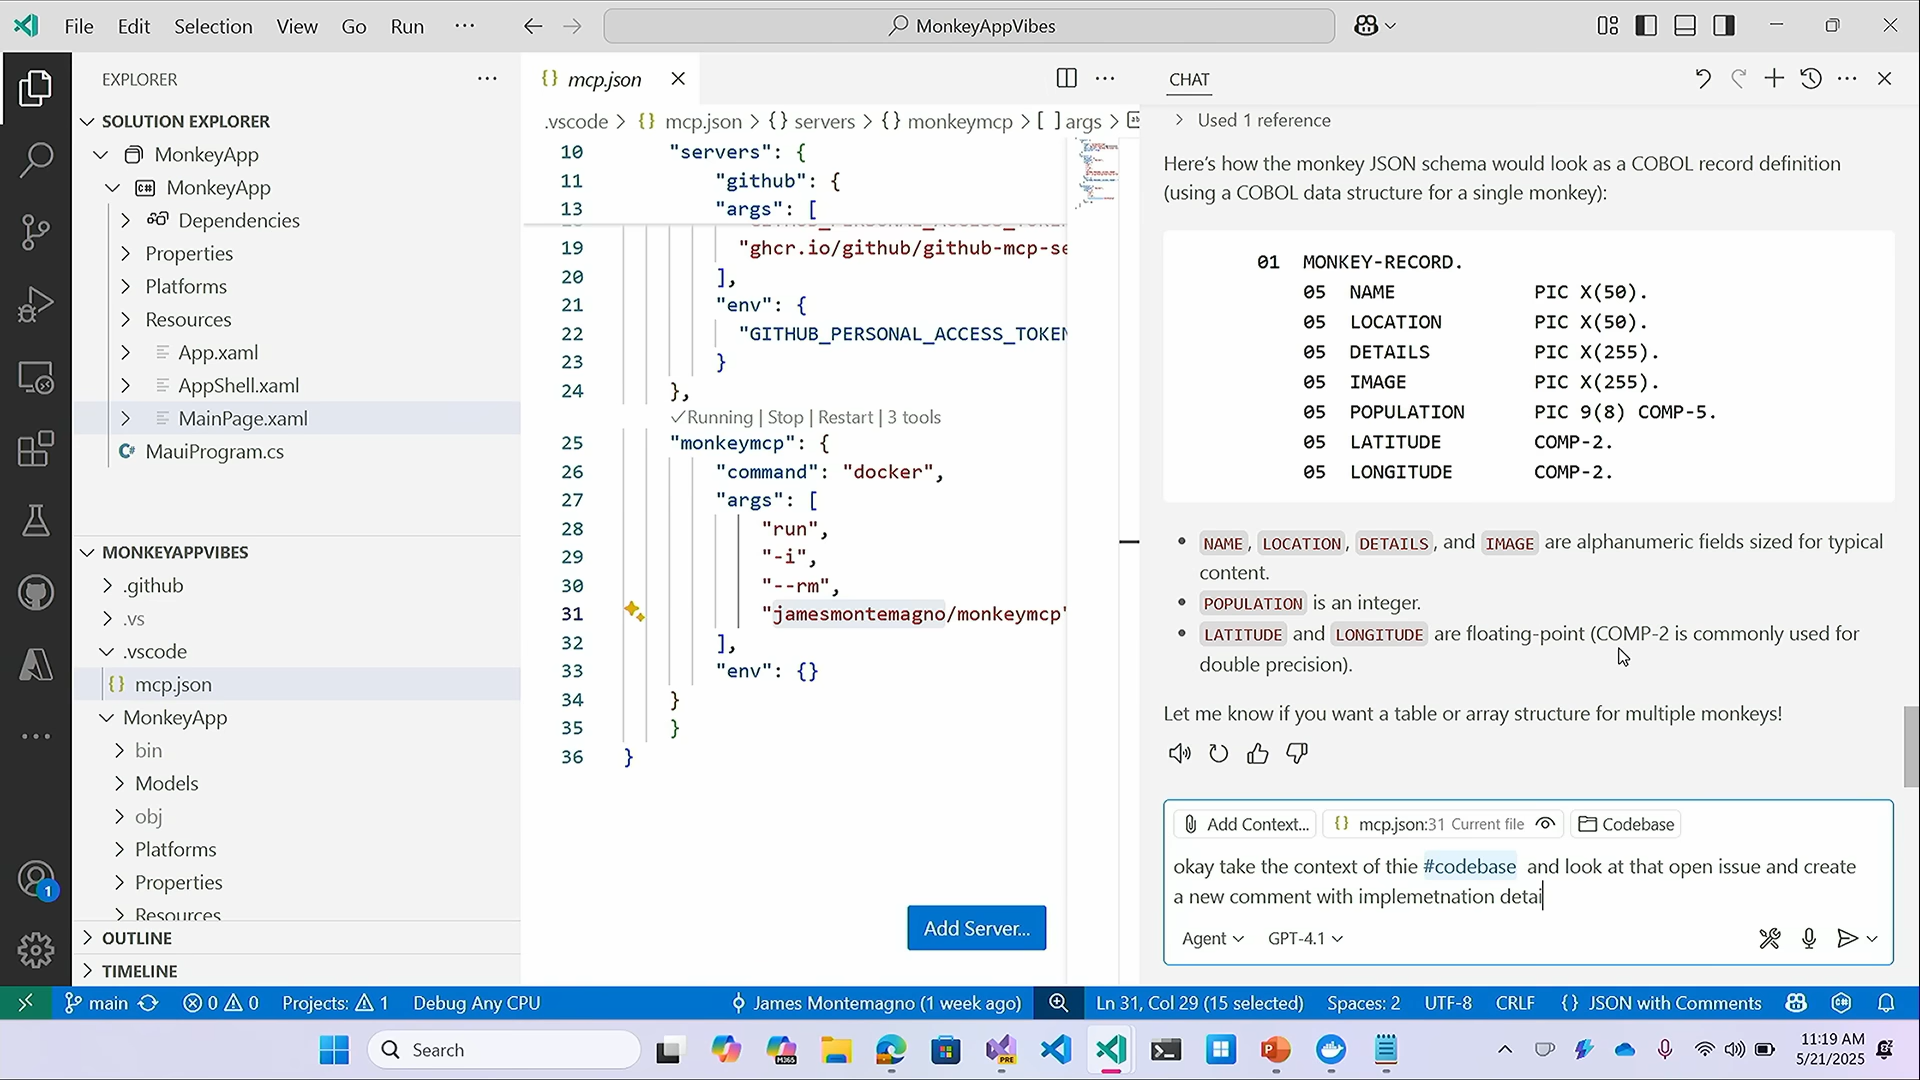 File Edit Selection View Go Run ···
MonkeyAppVibes
EXPLORER
SOLUTION EXPLORER
MonkeyApp
MonkeyApp
Dependencies
Properties
Platforms
Resources
App.xaml
AppShell.xaml
MainPage.xaml
C# MauiProgram.cs
MONKEYAPPVIBES
.github
.vs
.vscode
{} mcp.json
MonkeyApp
bin
Models
obj
Platforms
Properties
Resources
OUTLINE
TIMELINE
1
{} mcp.json
.vscode > {} mcp.json > {} servers > {} monkeymcp > [ ] args >
10 "servers": {
11 "github": {
13 "args": [
19 "ghcr.io/github/github-mcp-se
20 ],
21 "env": {
22 "GITHUB_PERSONAL_ACCESS_TOKEN
23 }
24 },
✓Running | Stop | Restart | 3 tools
25 "monkeymcp": {
26 "command": "docker",
27 "args": [
28 "run",
29 "-i",
30 "--rm",
31 "jamesmontemagno/monkeymcp"
32 ],
33 "env": {}
34 }
35 }
36 }
Add Server...
CHAT
> Used 1 reference
Here's how the monkey JSON schema would look as a COBOL record definition
(using a COBOL data structure for a single monkey):
01 MONKEY-RECORD.
05 NAME PIC X(50).
05 LOCATION PIC X(50).
05 DETAILS PIC X(255).
05 IMAGE PIC X(255).
05 POPULATION PIC 9(8) COMP-5.
05 LATITUDE COMP-2.
05 LONGITUDE COMP-2.
• NAME, LOCATION, DETAILS, and IMAGE are alphanumeric fields sized for typical
content.
• POPULATION is an integer.
• LATITUDE and LONGITUDE are floating-point (COMP-2 is commonly used for
double precision).
Let me know if you want a table or array structure for multiple monkeys!
Add Context... {} mcp.json:31 Current file Codebase
okay take the context of thie #codebase and look at that open issue and create
a new comment with implemetnation detai
Agent GPT-4.1
main 0 0 Projects: 1 Debug Any CPU James Montemagno (1 week ago) Ln 31, Col 29 (15 selected) Spaces: 2 UTF-8 CRLF {} JSON with Comments
Search
M365
PRE
11:19 AM
5/21/2025